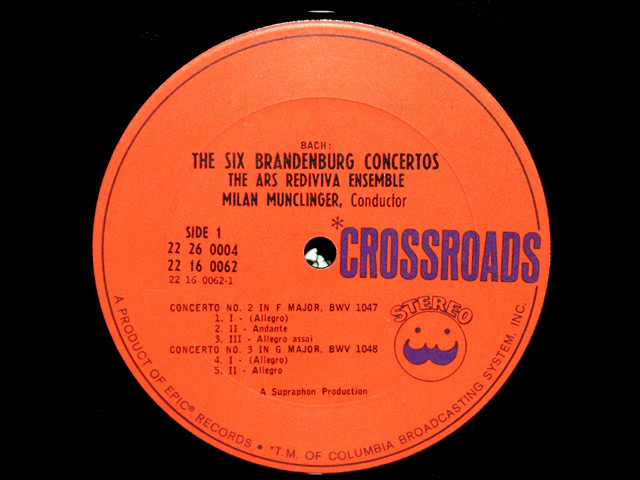 BACH:
THE SIX BRANDENBURG CONCERTOS
THE ARS REDIVIVA ENSEMBLE
MILAN MUNCLINGER, Conductor
SIDE 1
22 26 0004
22 16 0062
22 16 0062-1
*CROSSROADS
CONCERTO NO. 2 IN F MAJOR, BWV 1047
1. I - (Allegro)
2. II - Andante
3. III - Allegro assai
CONCERTO NO. 3 IN G MAJOR, BWV 1048
4. I - (Allegro)
5. II - Allegro
STEREO
A Supraphon Production
A PRODUCT OF EPIC® RECORDS • *T.M. OF COLUMBIA BROADCASTING SYSTEM, INC.